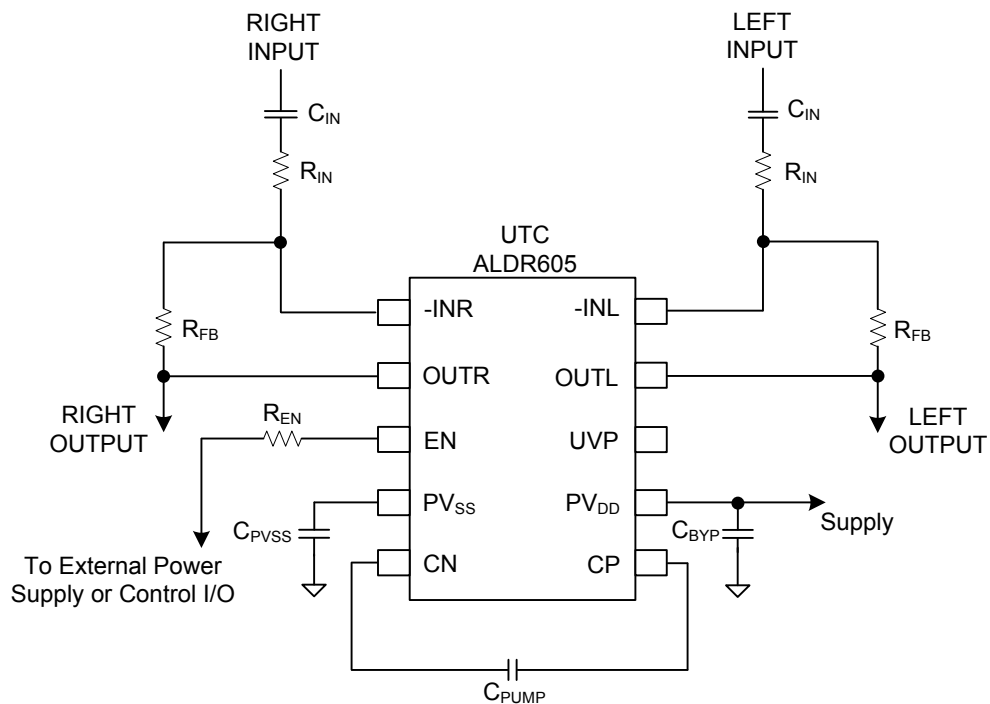 RIGHT
INPUT
LEFT
INPUT
C_IN
C_IN
R_IN
R_IN
UTC
ALDR605
-INR
-INL
R_FB
R_FB
OUTR
OUTL
RIGHT
OUTPUT
R_EN
LEFT
OUTPUT
EN
UVP
PV_SS
PV_DD
C_PVSS
C_BYP
Supply
CN
CP
To External Power
Supply or Control I/O
C_PUMP